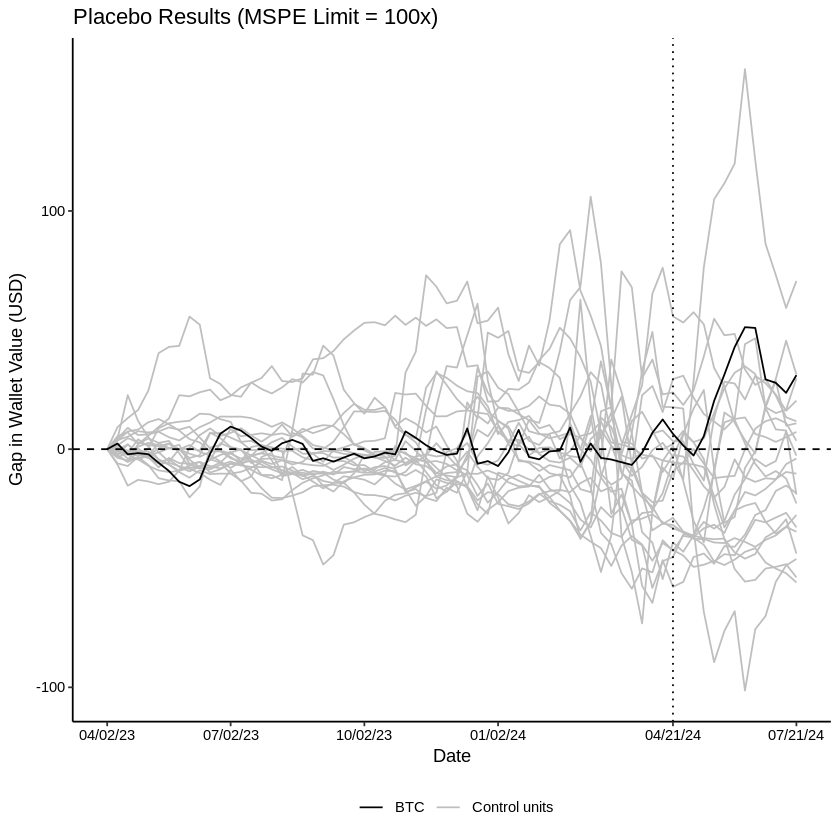 Placebo Results (MSPE Limit = 100x)
Gap in Wallet Value (USD)
100
0
-100
04/02/23 07/02/23 10/02/23 01/02/24 04/21/24 07/21/24
Date
BTC Control units